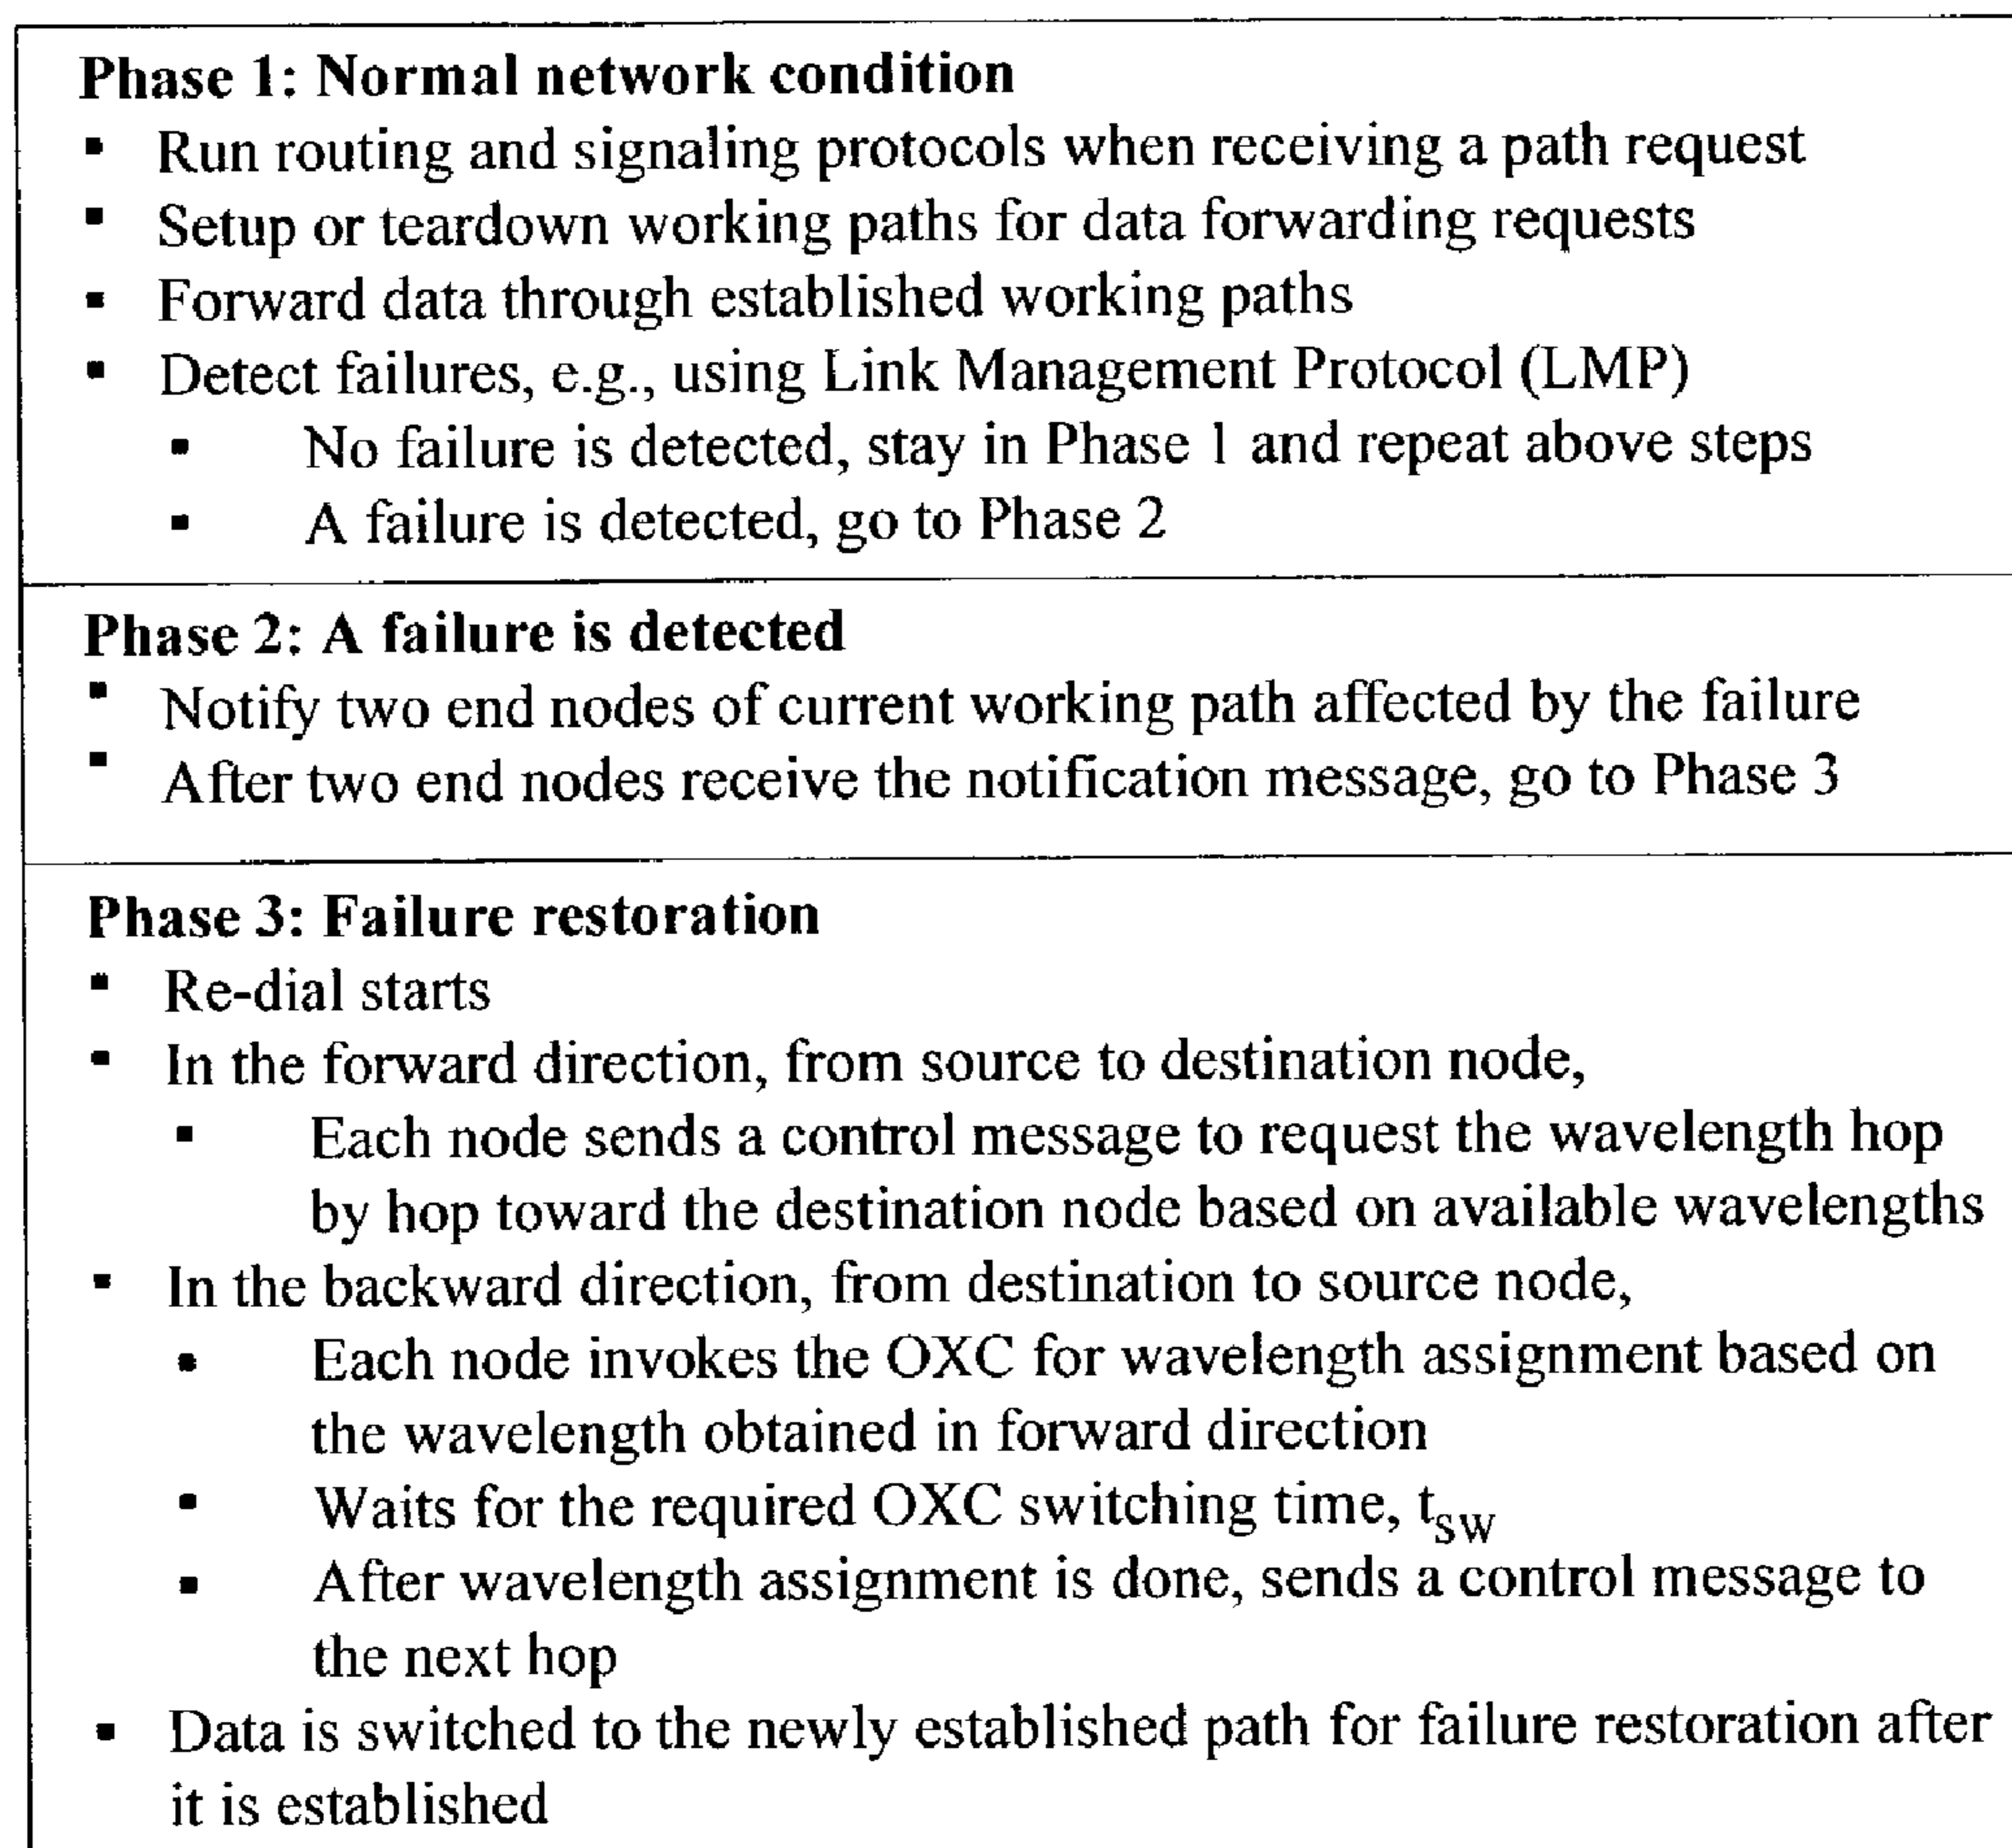 Phase 1: Normal network condition
▪ Run routing and signaling protocols when receiving a path request
▪ Setup or teardown working paths for data forwarding requests
▪ Forward data through established working paths
▪ Detect failures, e.g., using Link Management Protocol (LMP)
▪ No failure is detected, stay in Phase 1 and repeat above steps
▪ A failure is detected, go to Phase 2
Phase 2: A failure is detected
▪ Notify two end nodes of current working path affected by the failure
▪ After two end nodes receive the notification message, go to Phase 3
Phase 3: Failure restoration
▪ Re-dial starts
▪ In the forward direction, from source to destination node,
▪ Each node sends a control message to request the wavelength hop
by hop toward the destination node based on available wavelengths
▪ In the backward direction, from destination to source node,
▪ Each node invokes the OXC for wavelength assignment based on
the wavelength obtained in forward direction
▪ Waits for the required OXC switching time, t_sw
▪ After wavelength assignment is done, sends a control message to
the next hop
▪ Data is switched to the newly established path for failure restoration after
it is established